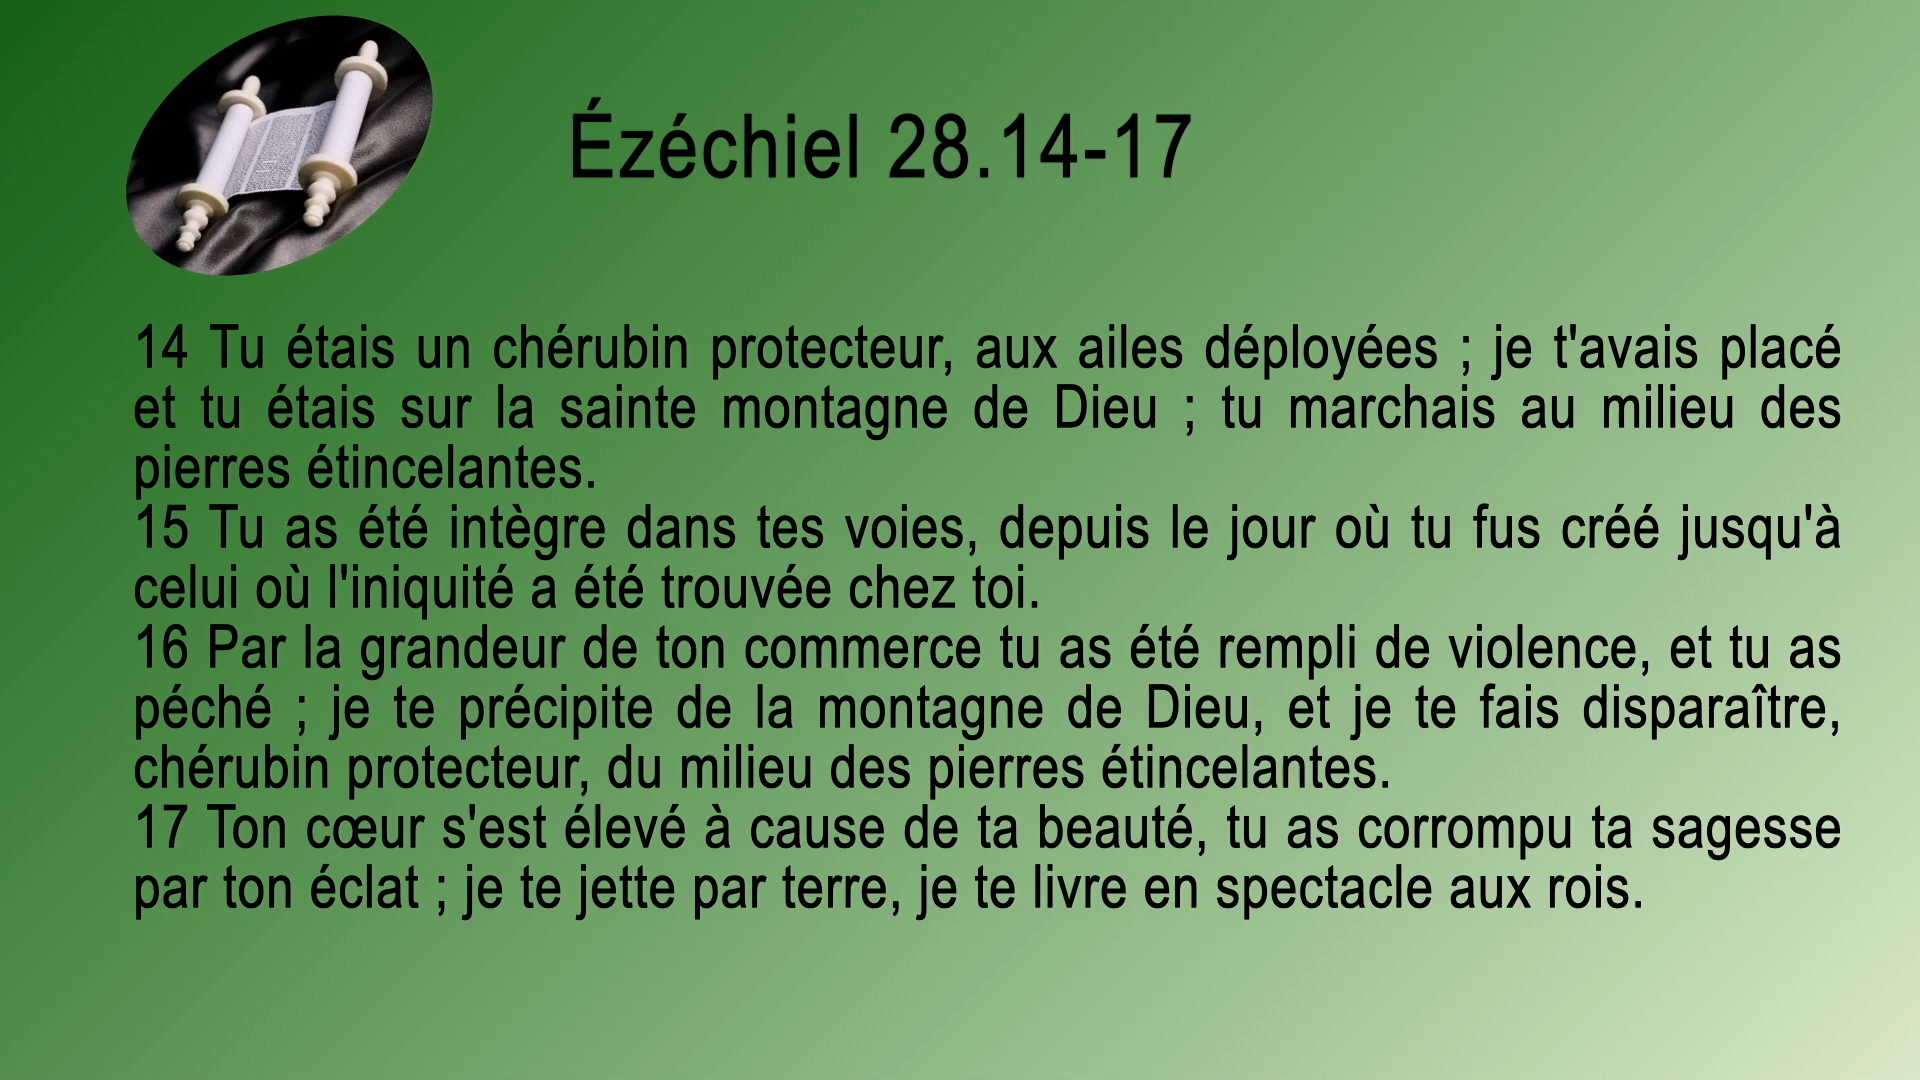 Ézéchiel 28.14-17
14 Tu étais un chérubin protecteur, aux ailes déployées ; je t'avais placé
et tu étais sur la sainte montagne de Dieu ; tu marchais au milieu des
pierres étincelantes.
15 Tu as été intègre dans tes voies, depuis le jour où tu fus créé jusqu'à
celui où l'iniquité a été trouvée chez toi.
16 Par la grandeur de ton commerce tu as été rempli de violence, et tu as
péché ; je te précipite de la montagne de Dieu, et je te fais disparaître,
chérubin protecteur, du milieu des pierres étincelantes.
17 Ton cœur s'est élevé à cause de ta beauté, tu as corrompu ta sagesse
par ton éclat ; je te jette par terre, je te livre en spectacle aux rois.